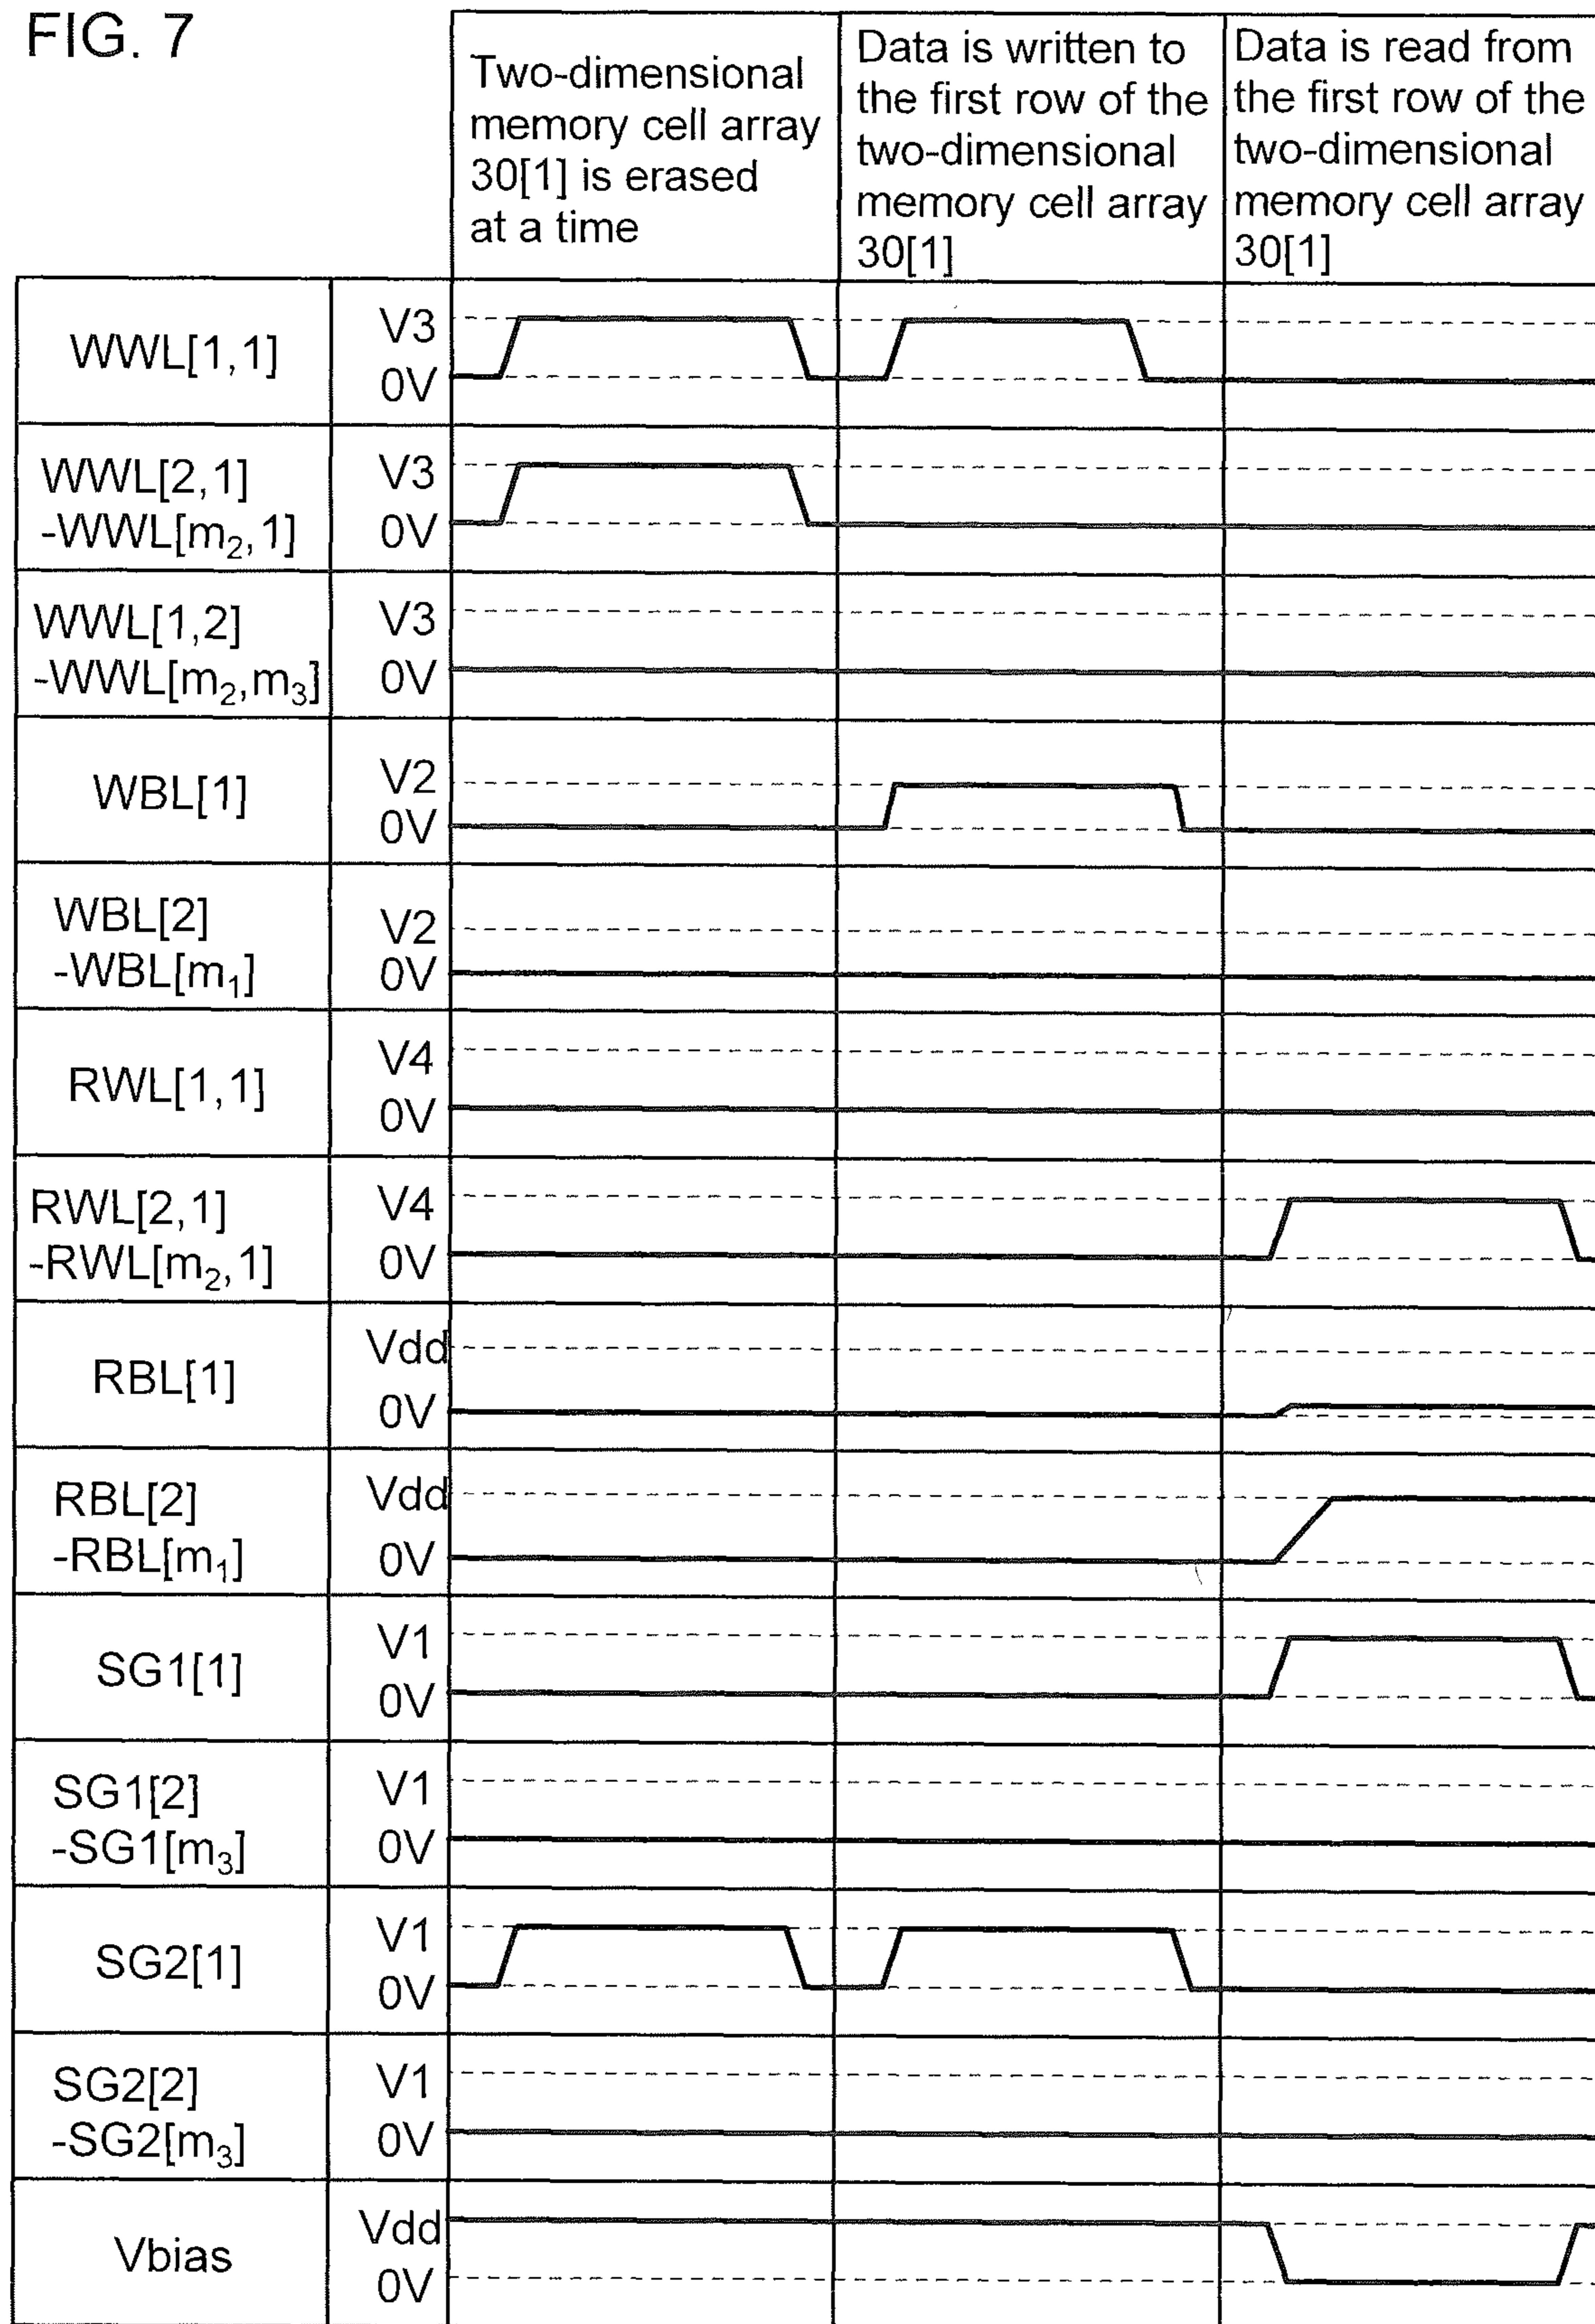 FIG. 7
Two-dimensional
memory cell array
30[1] is erased
at a time
Data is written to
the first row of the
two-dimensional
memory cell array
30[1]
Data is read from
the first row of the
two-dimensional
memory cell array
30[1]
WWL[1,1]
V3
0V
WWL[2,1]
-WWL[m₂,1]
V3
0V
WWL[1,2]
-WWL[m₂,m₃]
V3
0V
WBL[1]
V2
0V
WBL[2]
-WBL[m₁]
V2
0V
RWL[1,1]
V4
0V
RWL[2,1]
-RWL[m₂,1]
V4
0V
RBL[1]
Vdd
0V
RBL[2]
-RBL[m₁]
Vdd
0V
SG1[1]
V1
0V
SG1[2]
-SG1[m₃]
V1
0V
SG2[1]
V1
0V
SG2[2]
-SG2[m₃]
V1
0V
Vbias
Vdd
0V